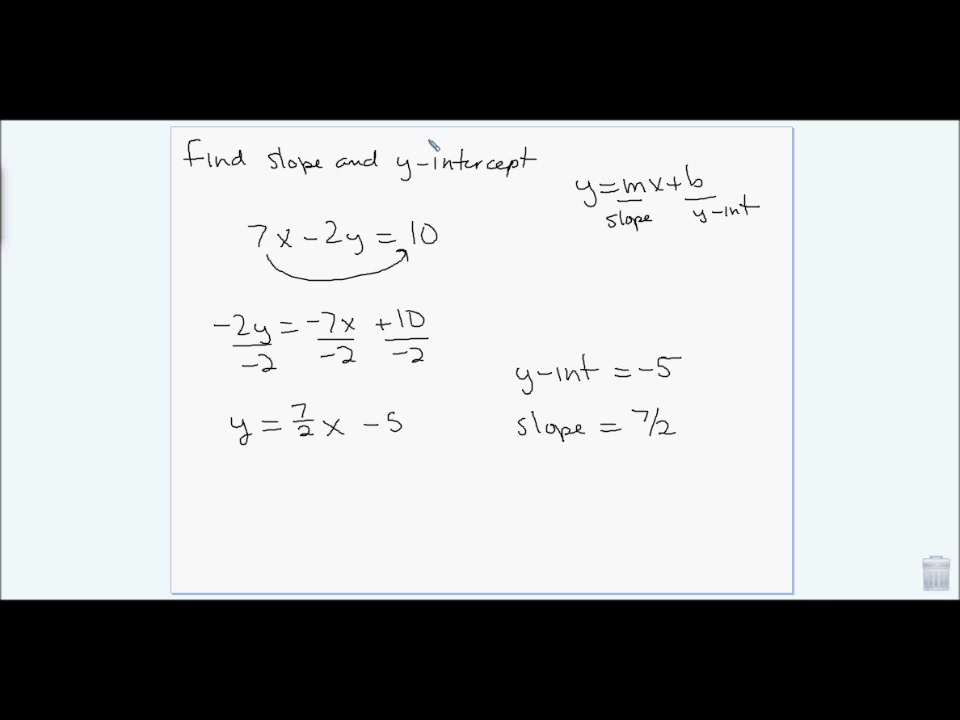 Find slope and y-intercept
y=mx+b
slope y-int
7x-2y=10
-2y = -7x +10
-2 -2 -2
y-int = -5
y = 7/2 x - 5
slope = 7/2